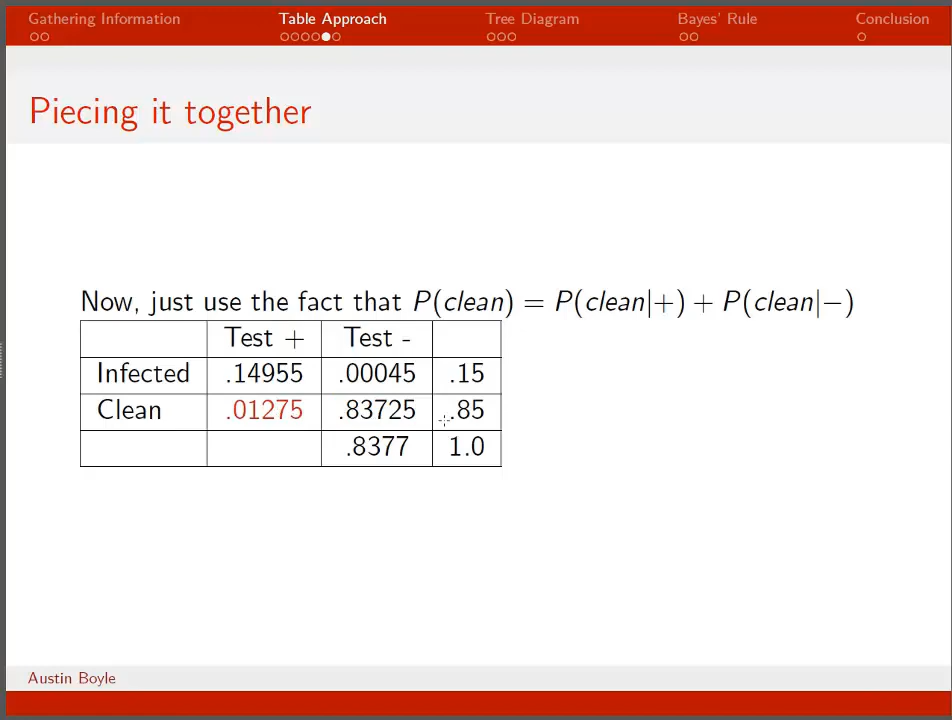 Gathering Information Table Approach Tree Diagram Bayes' Rule Conclusion
Piecing it together
Now, just use the fact that P(clean) = P(clean|+) + P(clean|−)
Test + Test -
Infected .14955 .00045 .15
Clean .01275 .83725 .85
.8377 1.0
Austin Boyle